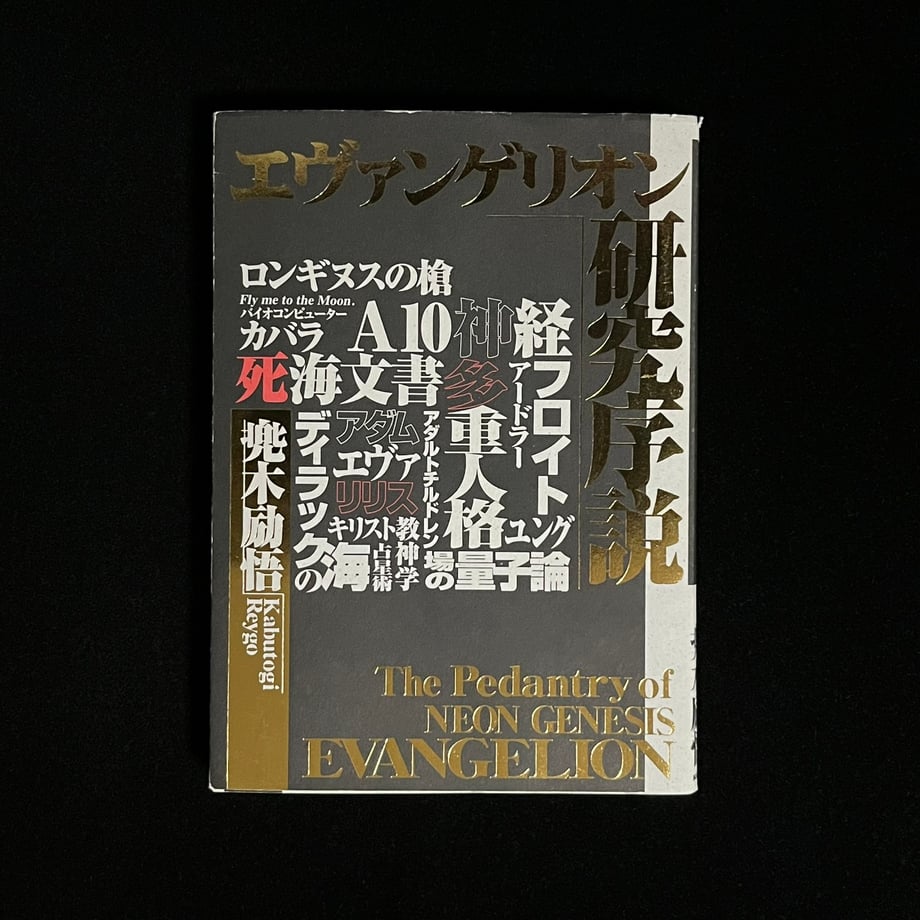 エヴァンゲリオン
研究序説
ロンギヌスの槍
Fly me to the Moon.
バイオコンピューター
カバラ
A10神経
死海文書
多重人格
フロイト
アードラー
ユング
アダルトチルドレン
アダム
エヴァ
リリス
キリスト教神学
占星術
ディラックの海
場の量子論
兜木励悟
Kabutogi
Reygo
The Pedantry of
NEON GENESIS
EVANGELION